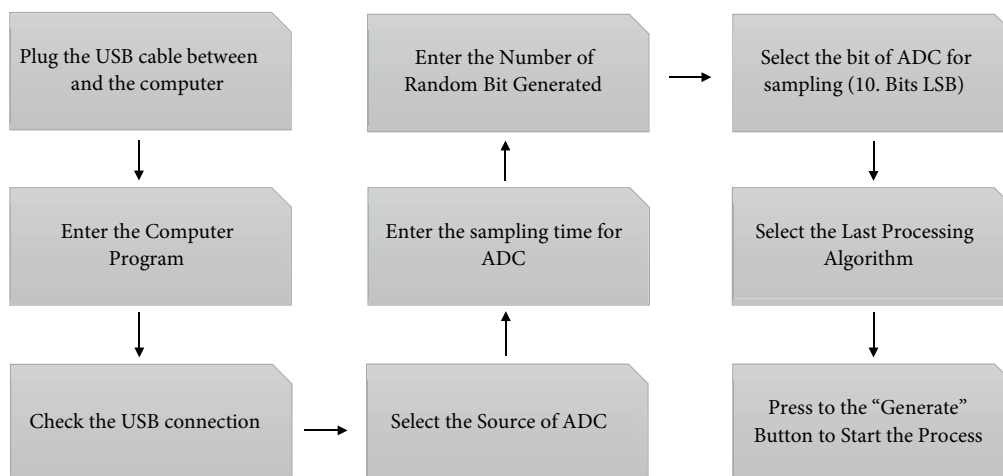 Plug the USB cable between
and the computer
Enter the Computer
Program
Check the USB connection
Select the Source of ADC
Enter the sampling time for
ADC
Enter the Number of
Random Bit Generated
Select the bit of ADC for
sampling (10. Bits LSB)
Select the Last Processing
Algorithm
Press to the “Generate”
Button to Start the Process